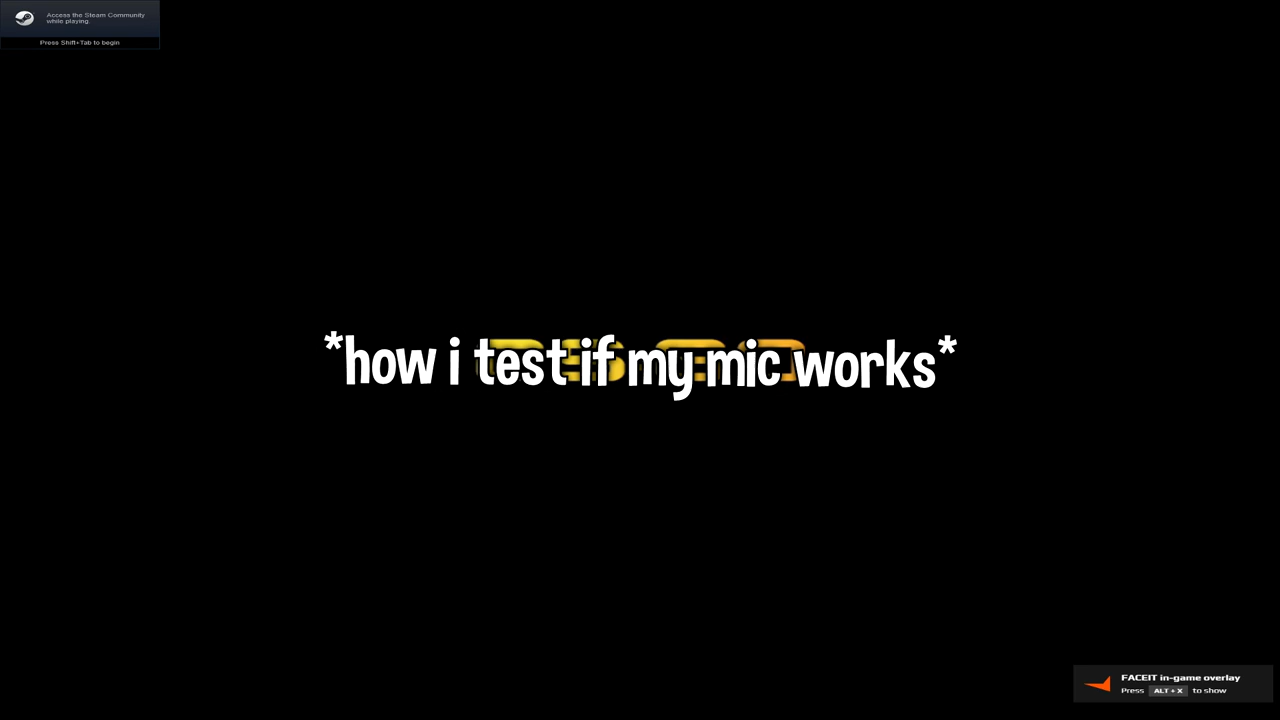 Access the Steam Community
while playing.
Press Shift+Tab to begin
*how i test if my mic works*
FACEIT in-game overlay
Press ALT + X to show